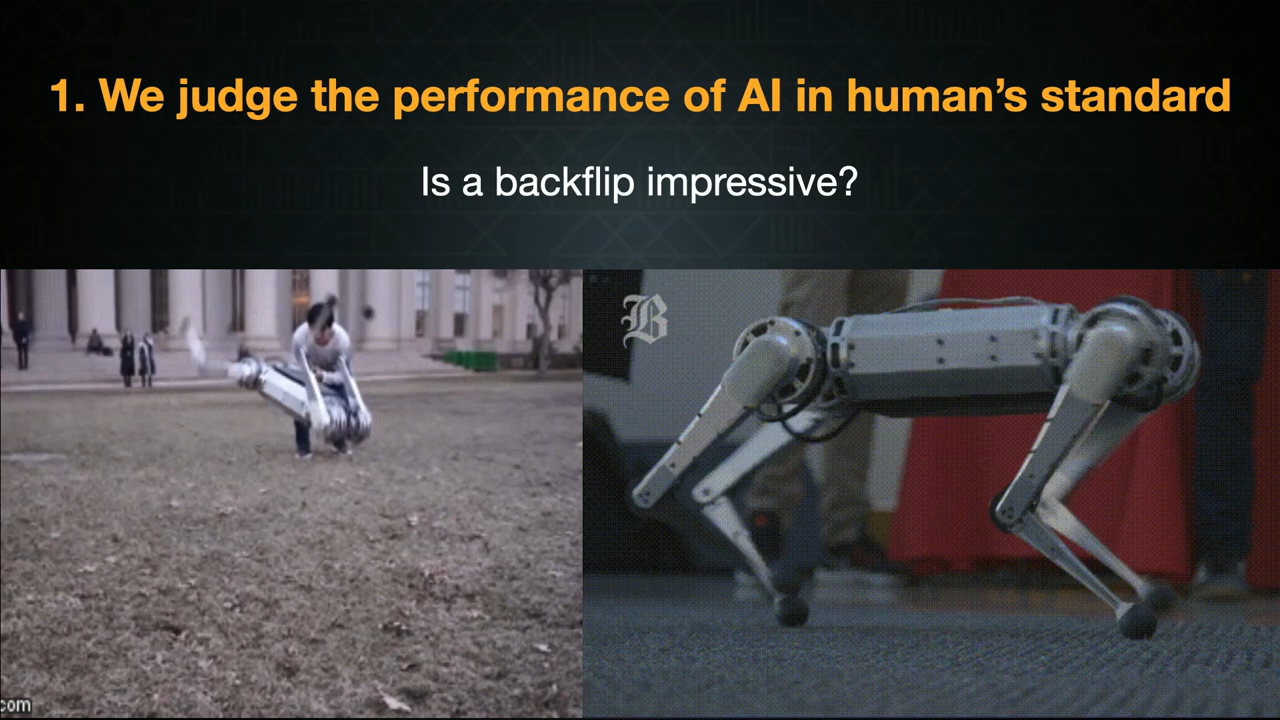 1. We judge the performance of AI in human’s standard
Is a backflip impressive?
B
com